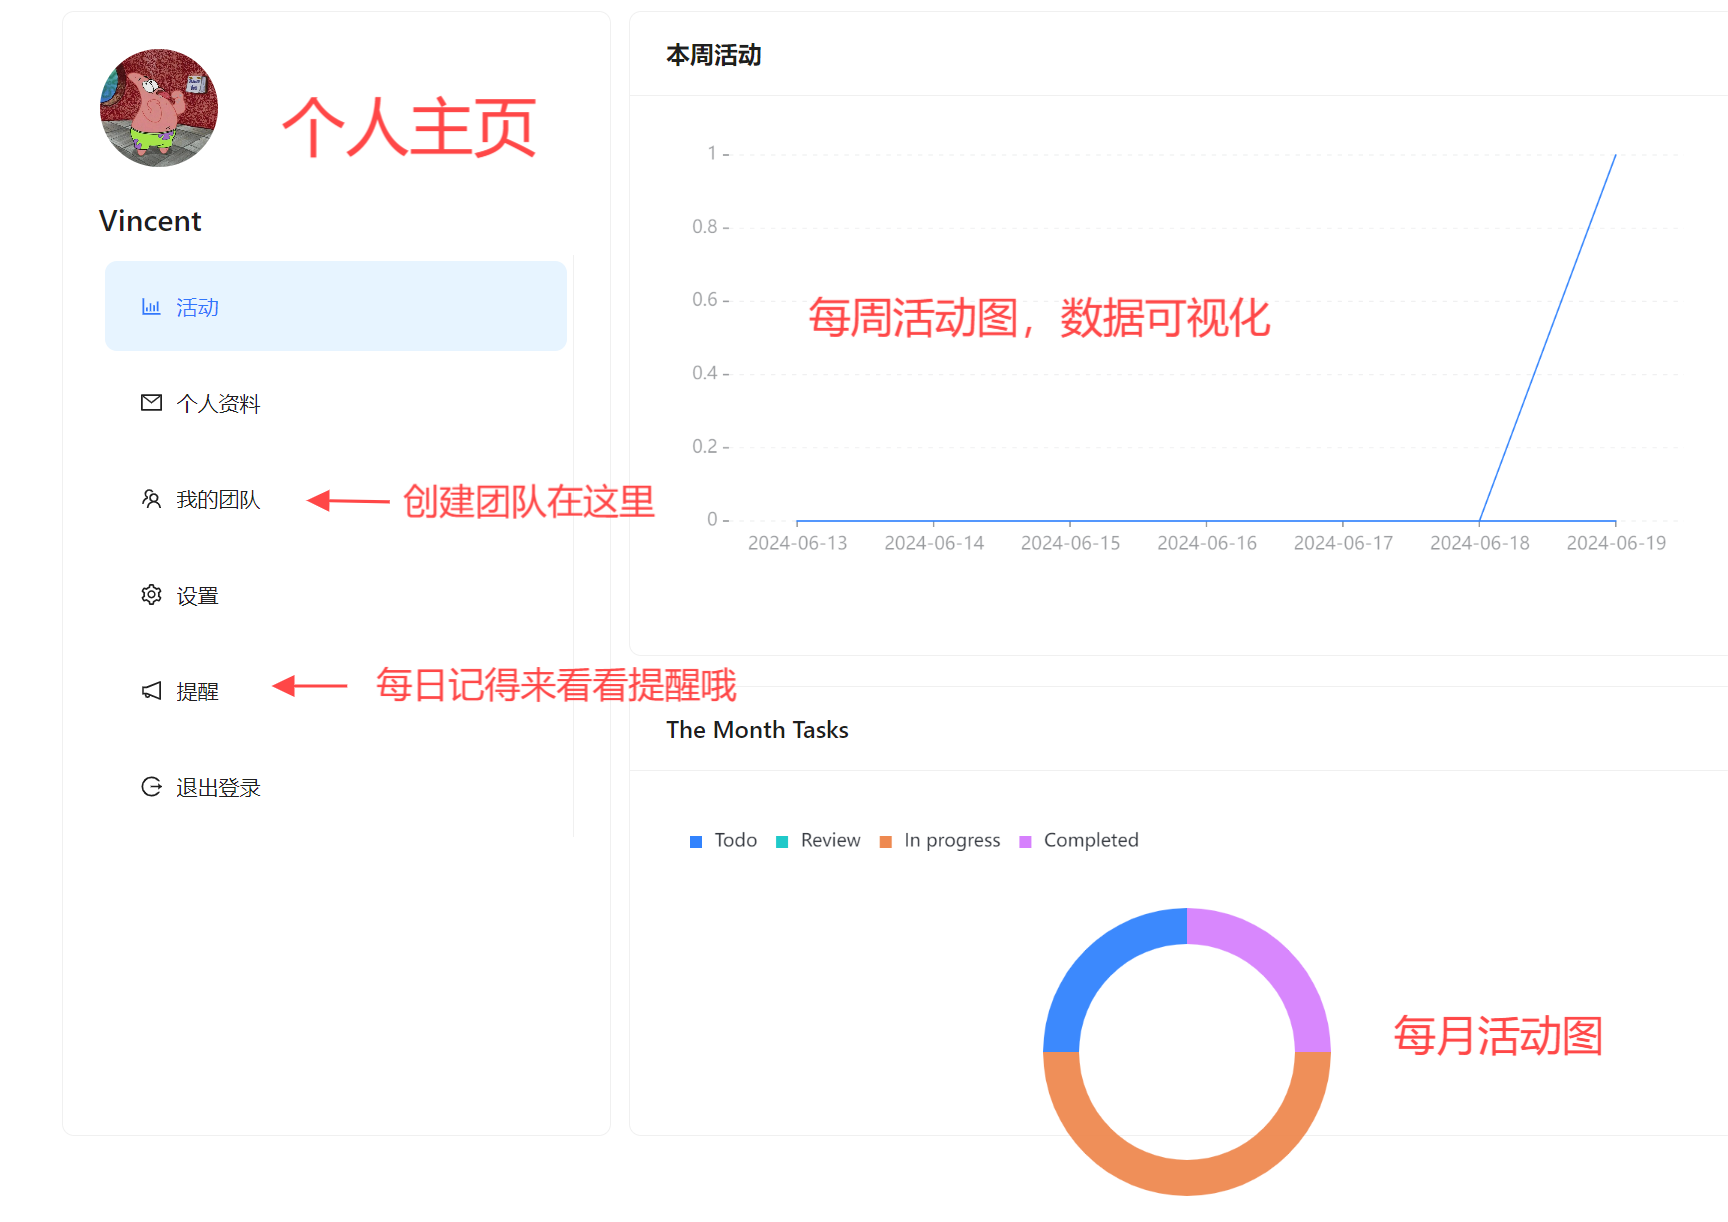 个人主页
Vincent
活动
个人资料
我的团队
创建团队在这里
设置
提醒
每日记得来看看提醒哦
退出登录
本周活动
1
0.8
0.6
0.4
0.2
0
每周活动图，数据可视化
2024-06-13 2024-06-14 2024-06-15 2024-06-16 2024-06-17 2024-06-18 2024-06-19
The Month Tasks
Todo Review In progress Completed
每月活动图